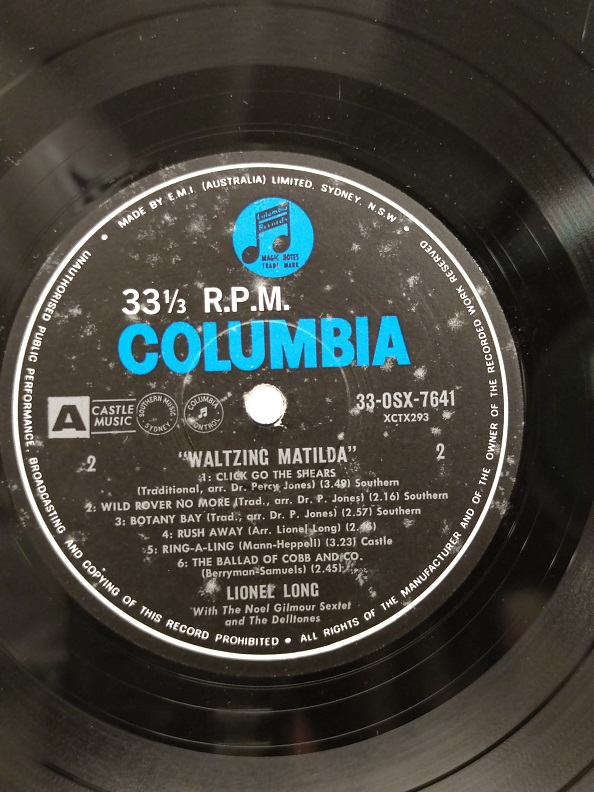 MADE BY E.M.I. (AUSTRALIA) LIMITED. SYDNEY. N.S.W.
Columbia
Records
MAGIC NOTES
TRADE MARK
33⅓ R.P.M.
COLUMBIA
A CASTLE MUSIC
SOUTHERN MUSIC SYDNEY
COLUMBIA CONTROL
33-OSX-7641
XCTX293
2 "WALTZING MATILDA" 2
1: CLICK GO THE SHEARS
(Traditional, arr. Dr. Percy Jones) (3.49) Southern
2: WILD ROVER NO MORE (Trad., arr. Dr. P. Jones) (2.16) Southern
3: BOTANY BAY (Trad., arr. Dr. P. Jones) (2.57) Southern
4: RUSH AWAY (Arr. Lionel Long)
5: RING-A-LING (Mann-Heppell) (3.23) Castle
6: THE BALLAD OF COBB AND CO.
(Berryman-Samuels) (2.45)
LIONEL LONG
With The Noel Gilmour Sextet
and The Delltones
UNAUTHORISED PUBLIC PERFORMANCE, BROADCASTING AND COPYING OF THIS RECORD PROHIBITED • ALL RIGHTS OF THE MANUFACTURER AND OF THE OWNER OF THE RECORDED WORK RESERVED